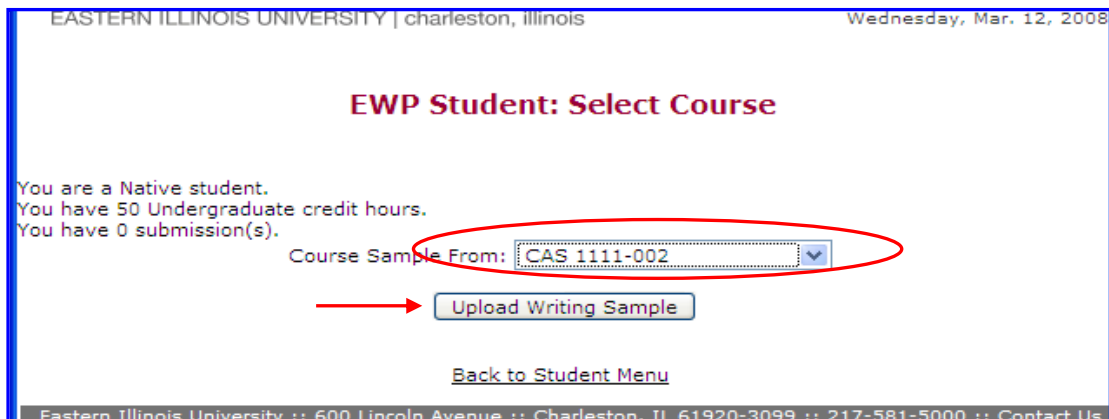 EASTERN ILLINOIS UNIVERSITY | charleston, illinois Wednesday, Mar. 12, 2008
EWP Student: Select Course
You are a Native student.
You have 50 Undergraduate credit hours.
You have 0 submission(s).
Course Sample From: CAS 1111-002
Upload Writing Sample
Back to Student Menu
Eastern Illinois University :: 600 Lincoln Avenue :: Charleston, IL 61920-3099 :: 217-581-5000 :: Contact Us